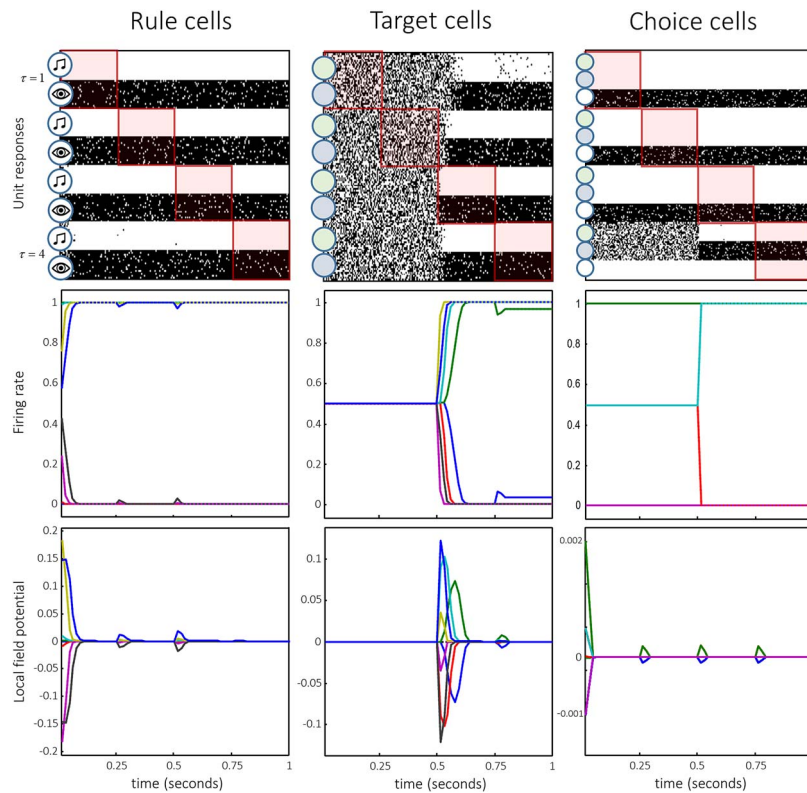 Rule cells
Target cells
Choice cells
Unit responses
τ = 1
τ = 4
Firing rate
1
0.8
0.6
0.4
0.2
0
1
0.8
0.6
0.4
0.2
0
1
0.8
0.6
0.4
0.2
0
Local field potential
0.2
0.15
0.1
0.05
0
-0.05
-0.1
-0.15
-0.2
0.1
0.05
0
-0.05
-0.1
0.002
0
-0.001
0.25 0.5 0.75 1
0.25 0.5 0.75 1
0.25 0.5 0.75
time (seconds)
time (seconds)
time (seconds)